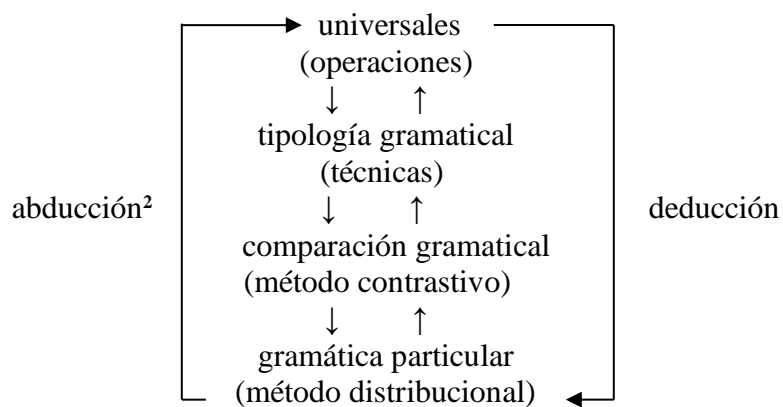 universales
(operaciones)
↓ ↑
tipología gramatical
(técnicas)
abducción² ↓ ↑ deducción
comparación gramatical
(método contrastivo)
↓ ↑
gramática particular
(método distribucional)